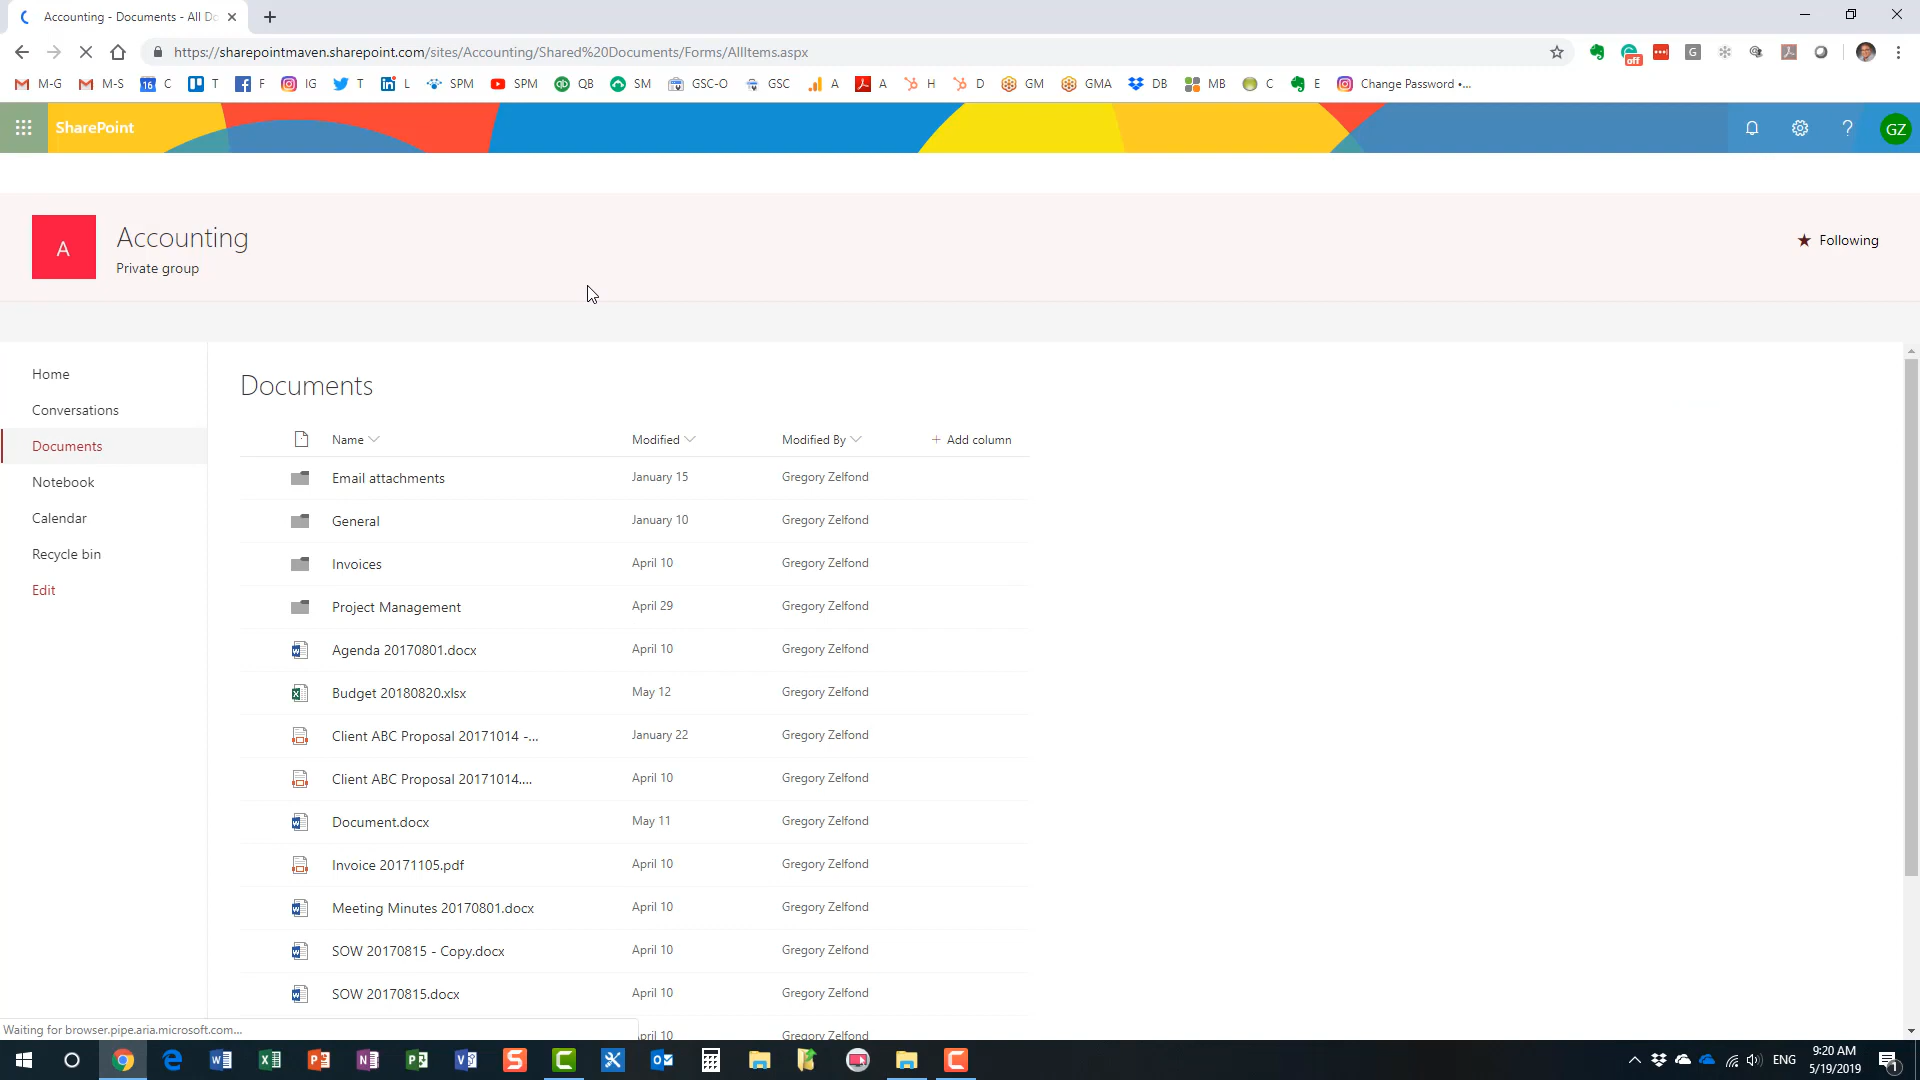 Accounting - Documents - All Do
https://sharepointmaven.sharepoint.com/sites/Accounting/Shared%20Documents/Forms/AllItems.aspx
off G
M-G M-S 16 C T F IG T L SPM SPM QB SM GSC-O GSC A A H D GM GMA DB MB C E Change Password •...
SharePoint
? GZ
A
Accounting
Private group
Following
Home
Conversations
Documents
Notebook
Calendar
Recycle bin
Edit
Documents
Name Modified Modified By + Add column
Email attachments January 15 Gregory Zelfond
General January 10 Gregory Zelfond
Invoices April 10 Gregory Zelfond
Project Management April 29 Gregory Zelfond
Agenda 20170801.docx April 10 Gregory Zelfond
Budget 20180820.xlsx May 12 Gregory Zelfond
Client ABC Proposal 20171014 -... January 22 Gregory Zelfond
Client ABC Proposal 20171014.... April 10 Gregory Zelfond
Document.docx May 11 Gregory Zelfond
Invoice 20171105.pdf April 10 Gregory Zelfond
Meeting Minutes 20170801.docx April 10 Gregory Zelfond
SOW 20170815 - Copy.docx April 10 Gregory Zelfond
SOW 20170815.docx April 10 Gregory Zelfond
pril 10 Gregory Zelfond
Waiting for browser.pipe.aria.microsoft.com...
ENG
9:20 AM
5/19/2019
1